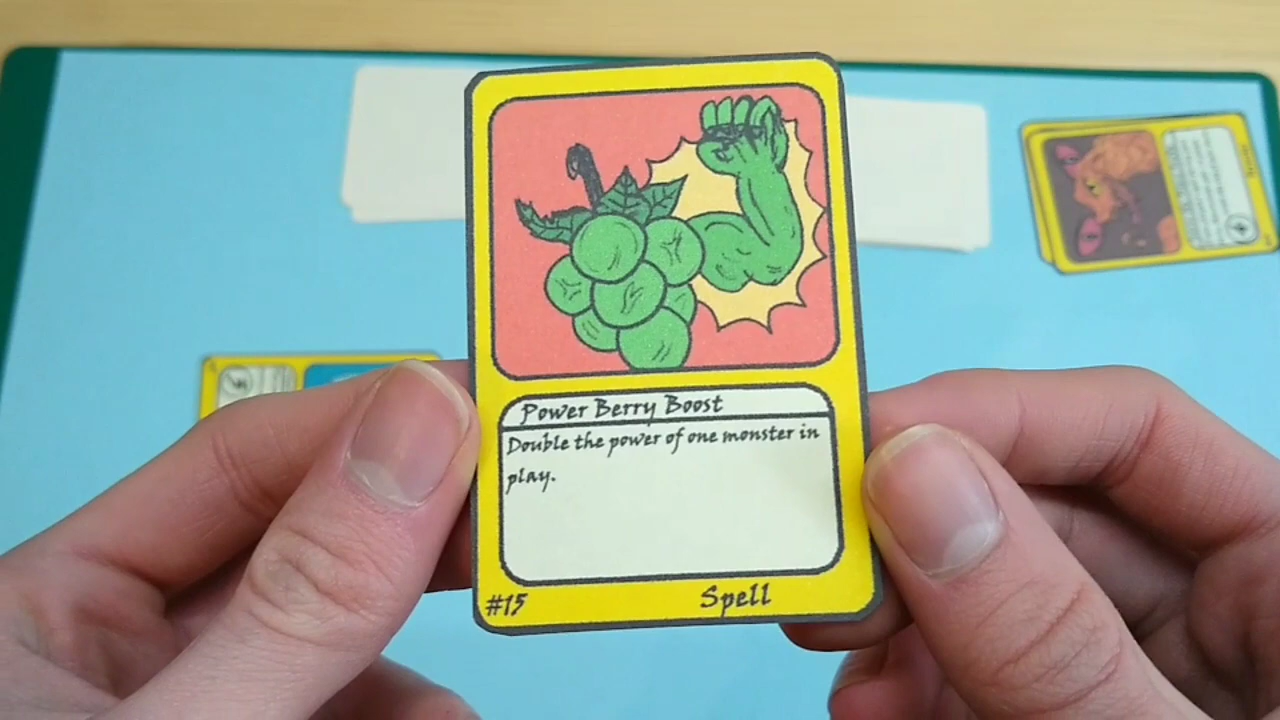 Power Berry Boost
Double the power of one monster in
play.
#15 Spell